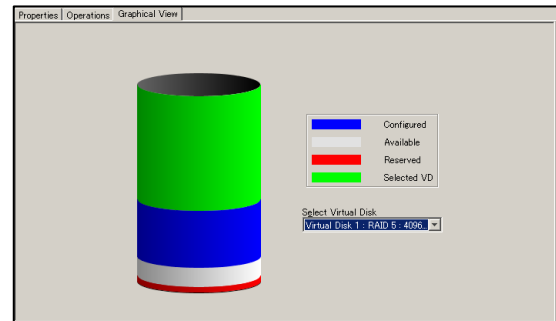 Properties Operations Graphical View
Configured
Available
Reserved
Selected VD
Select Virtual Disk
Virtual Disk 1 : RAID 5 : 4096...